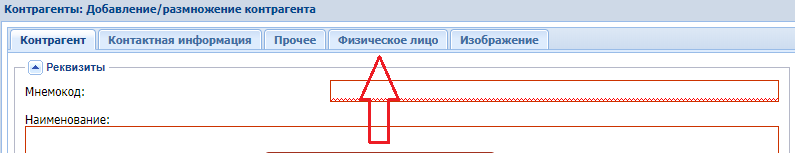 Контрагенты: Добавление/размножение контрагента
Контрагент Контактная информация Прочее Физическое лицо Изображение
Реквизиты
Мнемокод:
Наименование: